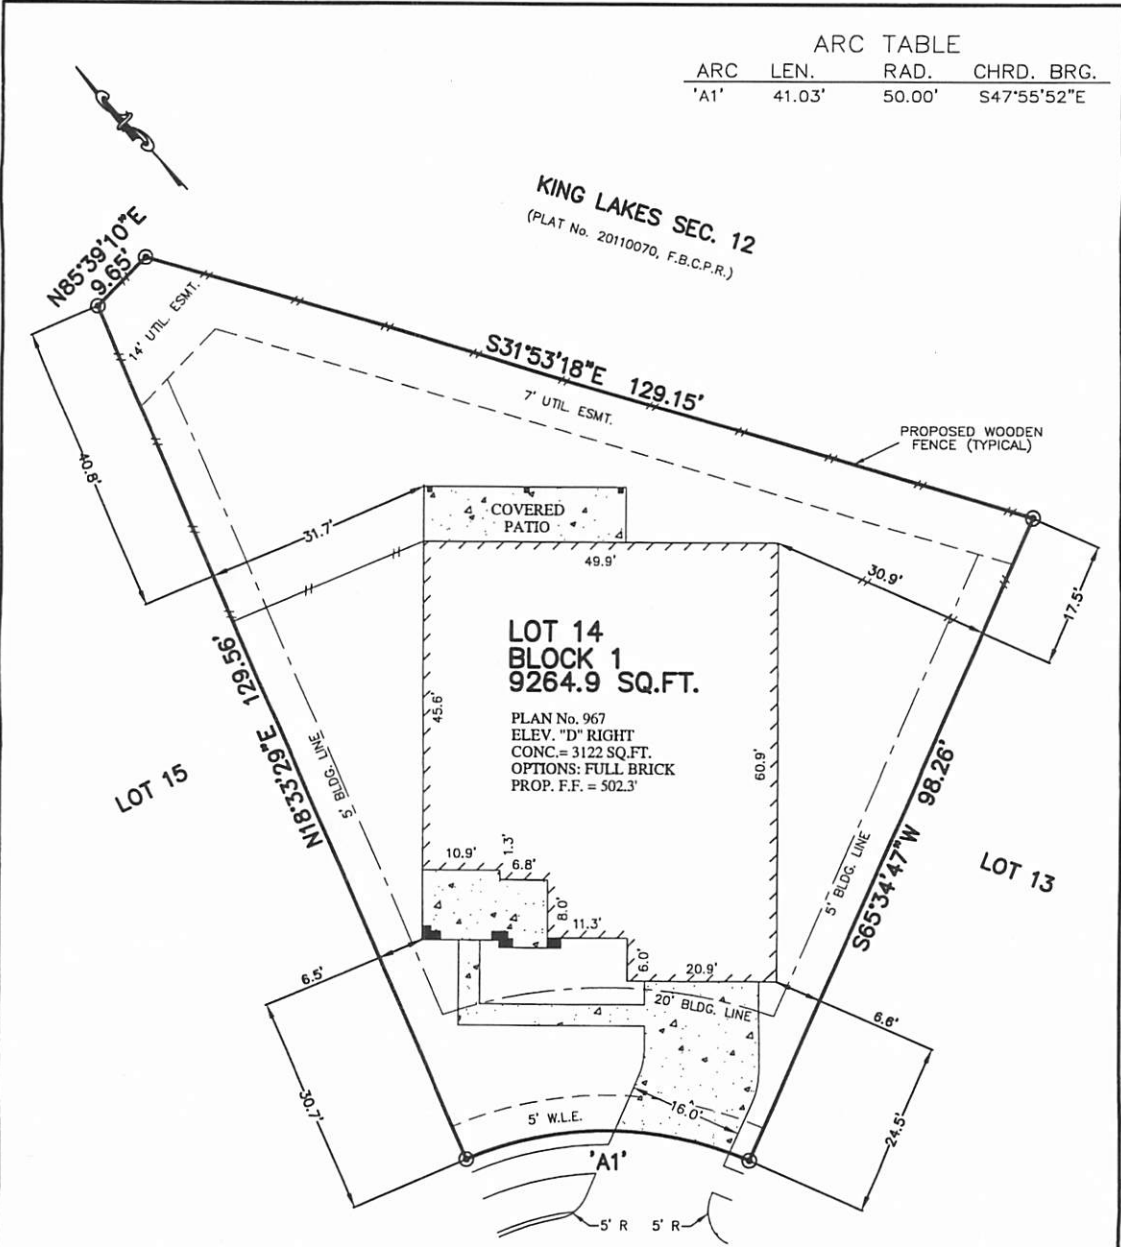 ARC TABLE
ARC LEN. RAD. CHRD. BRG.
'A1' 41.03' 50.00' S47°55'52"E
KING LAKES SEC. 12
(PLAT No. 20110070, F.B.C.P.R.)
N85°39'10"E
9.65'
14' UTIL. ESMT.
S31°53'18"E 129.15'
7' UTIL. ESMT.
PROPOSED WOODEN
FENCE (TYPICAL)
40.8'
31.7'
COVERED
PATIO
49.9'
30.9'
17.5'
LOT 14
BLOCK 1
9264.9 SQ.FT.
PLAN No. 967
ELEV. "D" RIGHT
CONC.= 3122 SQ.FT.
OPTIONS: FULL BRICK
PROP. F.F. = 502.3'
45.6'
60.9'
N18°33'29"E 129.56'
5' BLDG. LINE
LOT 15
S65°34'47"W 98.26'
5' BLDG. LINE
LOT 13
10.9'
1.3'
6.8'
8.0'
11.3'
6.0'
20.9'
20' BLDG. LINE
6.5'
6.6'
30.7'
24.5'
16.0'
5' W.L.E.
'A1'
5' R 5' R